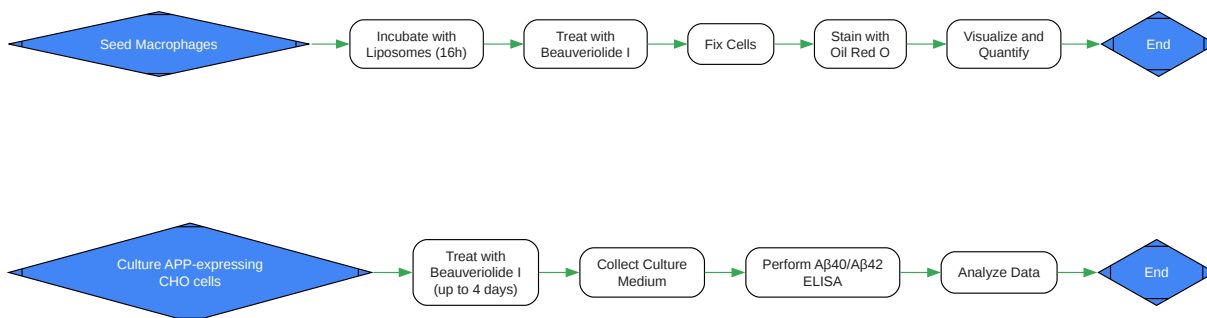 Seed Macrophages
Incubate with
Liposomes (16h)
Treat with
Beauveriolide I
Fix Cells
Stain with
Oil Red O
Visualize and
Quantify
End
Culture APP-expressing
CHO cells
Treat with
Beauveriolide I
(up to 4 days)
Collect Culture
Medium
Perform Aβ40/Aβ42
ELISA
Analyze Data
End